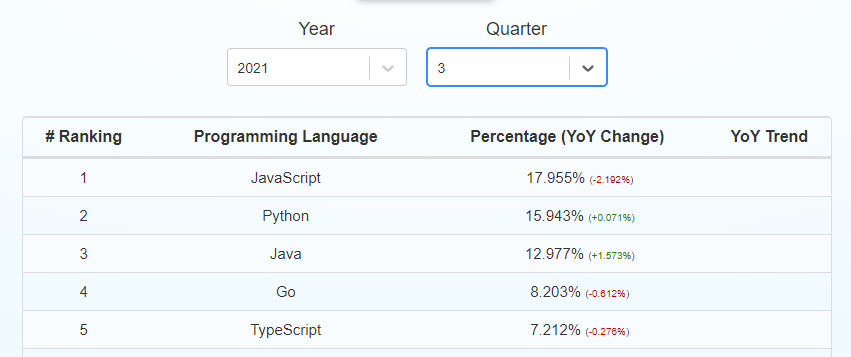 Year Quarter
2021 3
# Ranking Programming Language Percentage (YoY Change) YoY Trend
1 JavaScript 17.955% (-2.192%)
2 Python 15.943% (+0.071%)
3 Java 12.977% (+1.573%)
4 Go 8.203% (-0.612%)
5 TypeScript 7.212% (-0.276%)